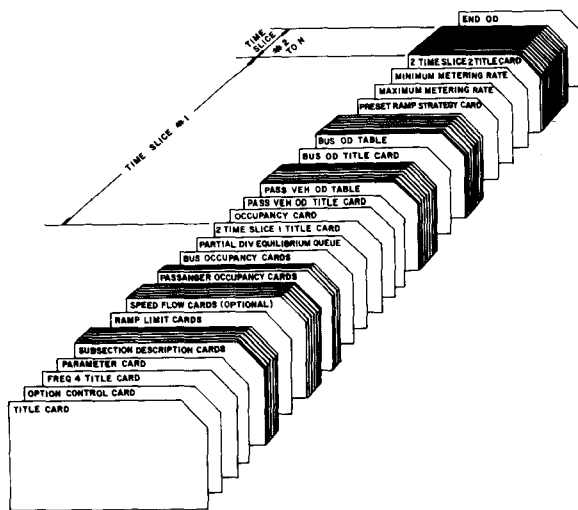 END OD
TIME
SLICE
#2
TO N
2 TIME SLICE 2 TITLE CARD
MINIMUM METERING RATE
MAXIMUM METERING RATE
PRESET RAMP STRATEGY CARD
TIME SLICE #1
BUS OD TABLE
BUS OD TITLE CARD
PASS VEH OD TABLE
PASS VEH OD TITLE CARD
OCCUPANCY CARD
2 TIME SLICE 1 TITLE CARD
PARTIAL DIV EQUILIBRIUM QUEUE
BUS OCCUPANCY CARDS
PASSANGER OCCUPANCY CARDS
SPEED FLOW CARDS (OPTIONAL)
RAMP LIMIT CARDS
SUBSECTION DESCRIPTION CARDS
PARAMETER CARD
FREQ 4 TITLE CARD
OPTION CONTROL CARD
TITLE CARD